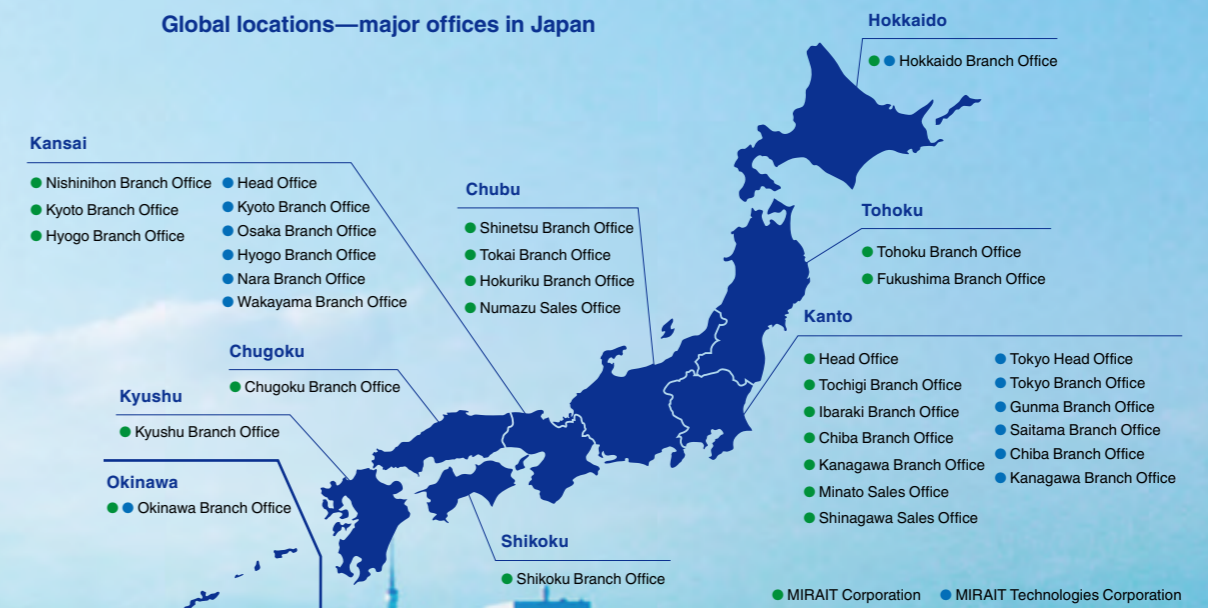 Global locations—major offices in Japan
Hokkaido
Hokkaido Branch Office
Kansai
Nishinihon Branch Office
Kyoto Branch Office
Hyogo Branch Office
Head Office
Kyoto Branch Office
Osaka Branch Office
Hyogo Branch Office
Nara Branch Office
Wakayama Branch Office
Chubu
Shinetsu Branch Office
Tokai Branch Office
Hokuriku Branch Office
Numazu Sales Office
Tohoku
Tohoku Branch Office
Fukushima Branch Office
Kanto
Head Office
Tochigi Branch Office
Ibaraki Branch Office
Chiba Branch Office
Kanagawa Branch Office
Minato Sales Office
Shinagawa Sales Office
Tokyo Head Office
Tokyo Branch Office
Gunma Branch Office
Saitama Branch Office
Chiba Branch Office
Kanagawa Branch Office
Chugoku
Chugoku Branch Office
Kyushu
Kyushu Branch Office
Okinawa
Okinawa Branch Office
Shikoku
Shikoku Branch Office
MIRAIT Corporation
MIRAIT Technologies Corporation